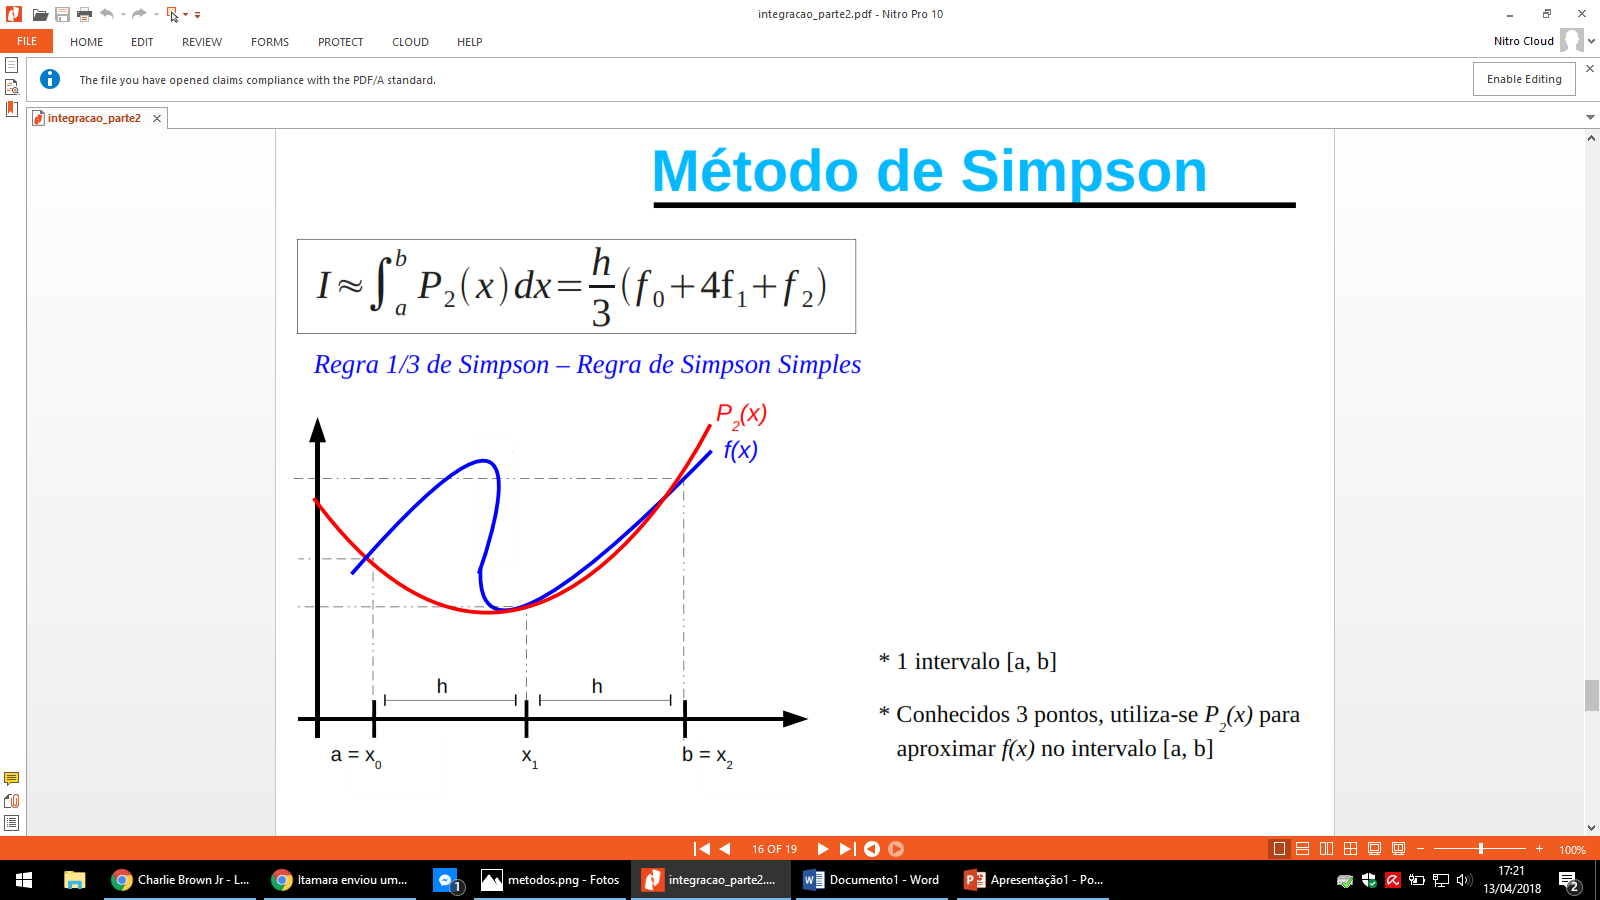 integracao_parte2.pdf - Nitro Pro 10
FILE HOME EDIT REVIEW FORMS PROTECT CLOUD HELP
Nitro Cloud
The file you have opened claims compliance with the PDF/A standard.
Enable Editing
integracao_parte2
Método de Simpson
I ≈ ∫_a^b P_2(x)dx = h/3 (f_0+4f_1+f_2)
Regra 1/3 de Simpson – Regra de Simpson Simples
P_2(x)
f(x)
h h
a = x_0 x_1 b = x_2
* 1 intervalo [a, b]
* Conhecidos 3 pontos, utiliza-se P_2(x) para
aproximar f(x) no intervalo [a, b]
16 OF 19
100%
Charlie Brown Jr - L...
Itamara enviou um...
1
metodos.png - Fotos
integracao_parte2....
Documento1 - Word
Apresentação1 - Po...
17:21
13/04/2018
2